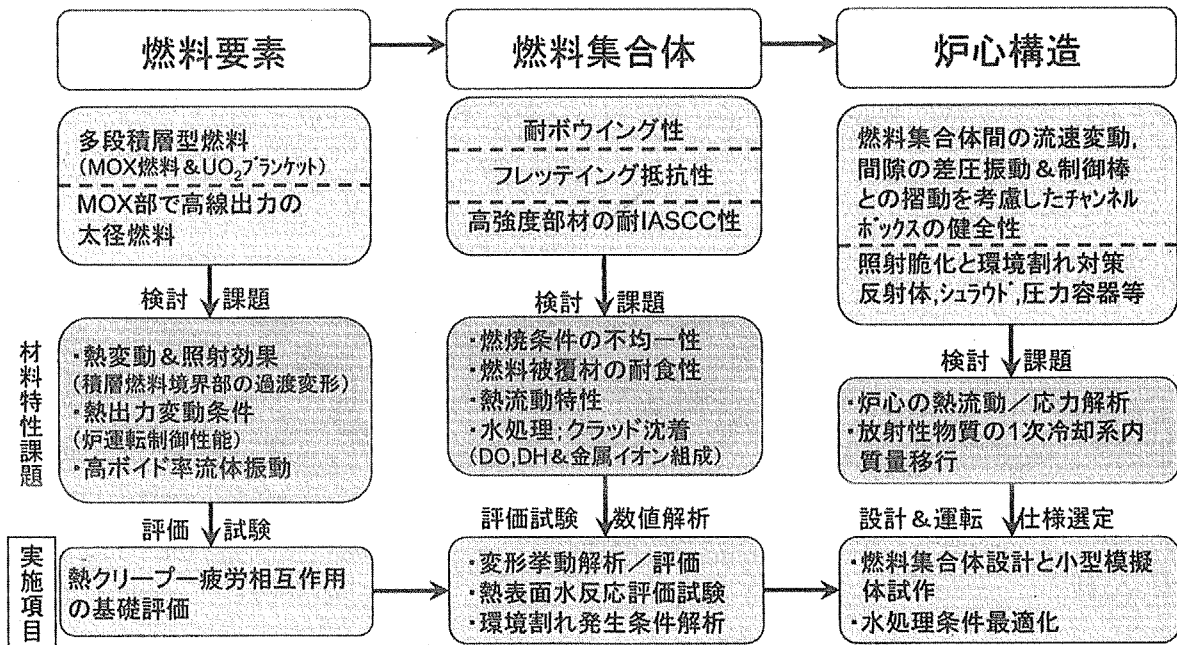 燃料要素
燃料集合体
炉心構造
多段積層型燃料
(MOX燃料&UO2ブランケット)
MOX部で高線出力の
太径燃料
耐ボウイング性
フレッティング抵抗性
高強度部材の耐IASCC性
燃料集合体間の流速変動,
間隙の差圧振動&制御棒
との摺動を考慮したチャンネル
ボックスの健全性
照射脆化と環境割れ対策
反射体,シュラウド,圧力容器等
検討 課題
検討 課題
検討 課題
材料特性課題
・熱変動&照射効果
(積層燃料境界部の過渡変形)
・熱出力変動条件
(炉運転制御性能)
・高ボイド率流体振動
・燃焼条件の不均一性
・燃料被覆材の耐食性
・熱流動特性
・水処理;クラッド沈着
(DO,DH&金属イオン組成)
・炉心の熱流動/応力解析
・放射性物質の1次冷却系内
質量移行
評価 試験
評価試験 数値解析
設計&運転 仕様選定
実施項目
熱クリープー疲労相互作用
の基礎評価
・変形挙動解析/評価
・熱表面水反応評価試験
・環境割れ発生条件解析
・燃料集合体設計と小型模擬
体試作
・水処理条件最適化